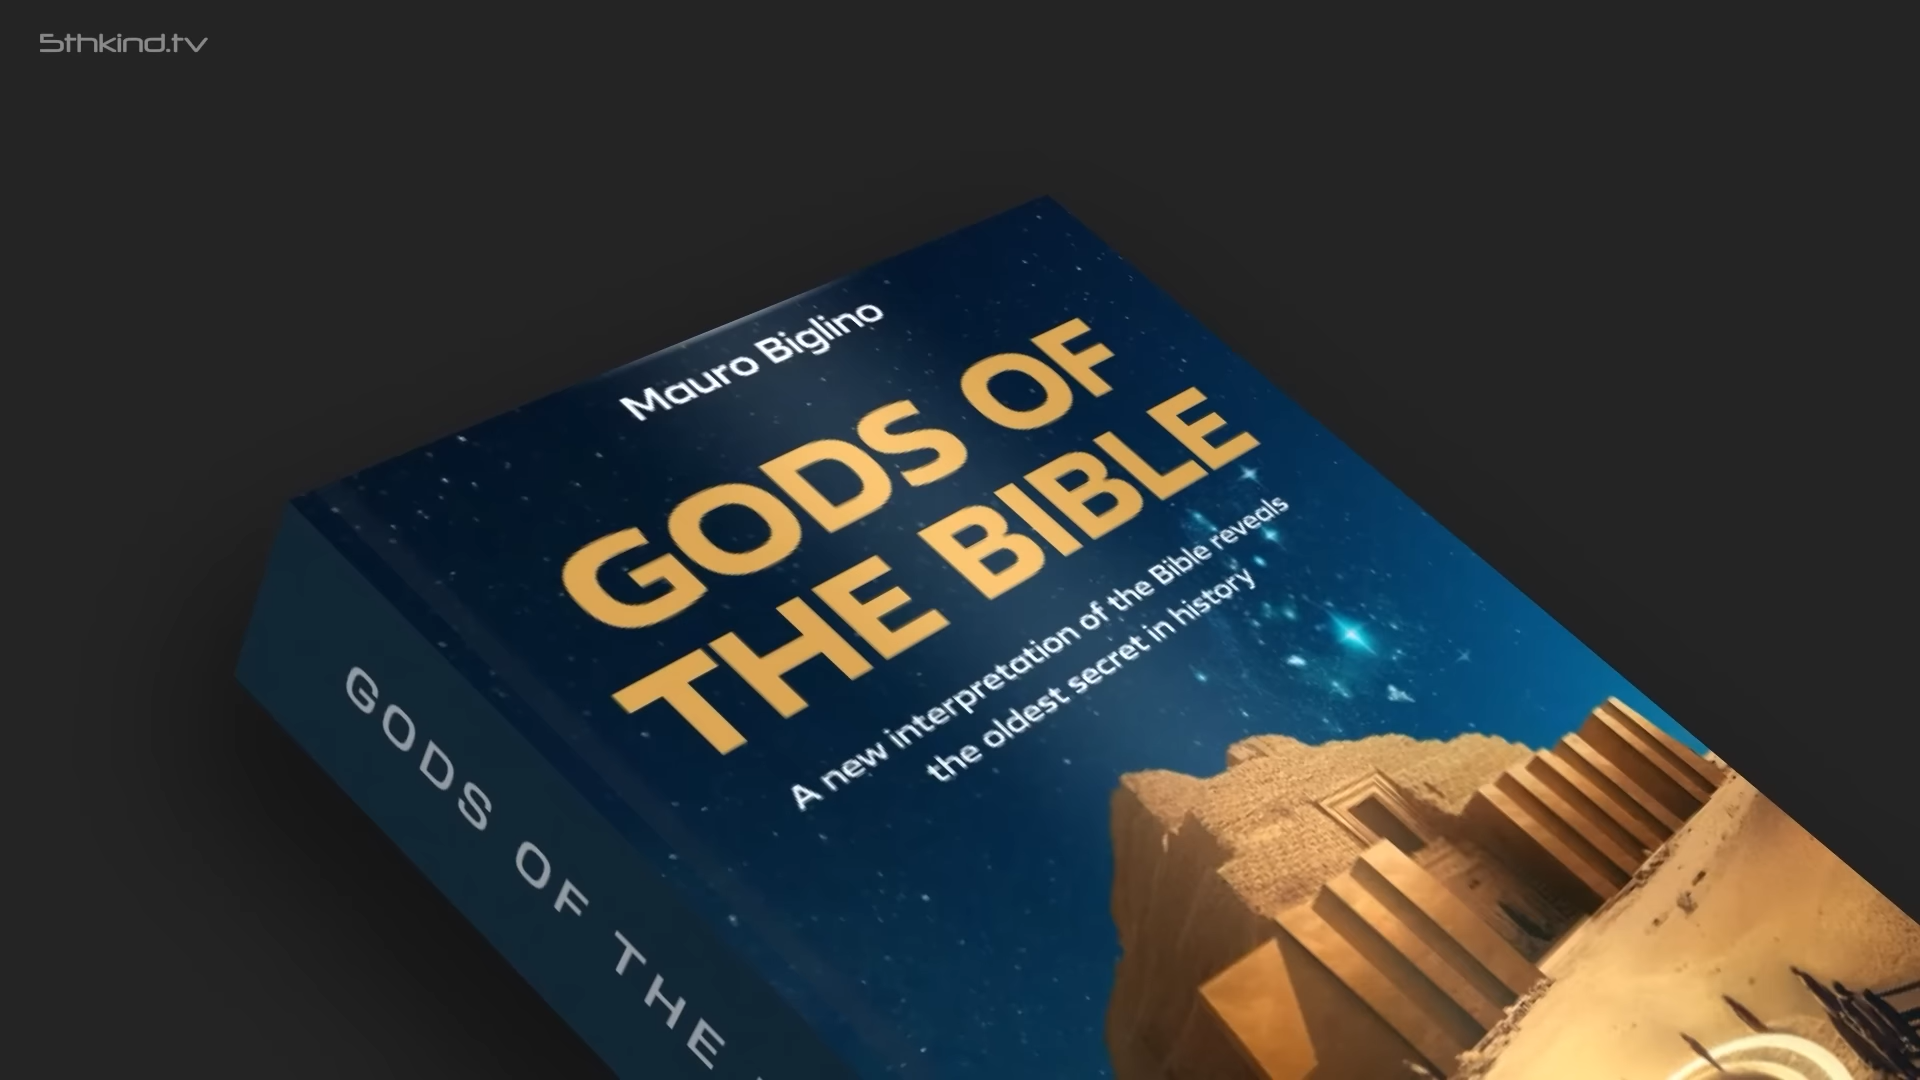 5thkind.tv
Mauro Biglino
GODS OF
THE BIBLE
A new interpretation of the Bible reveals
the oldest secret in history
GODS OF THE